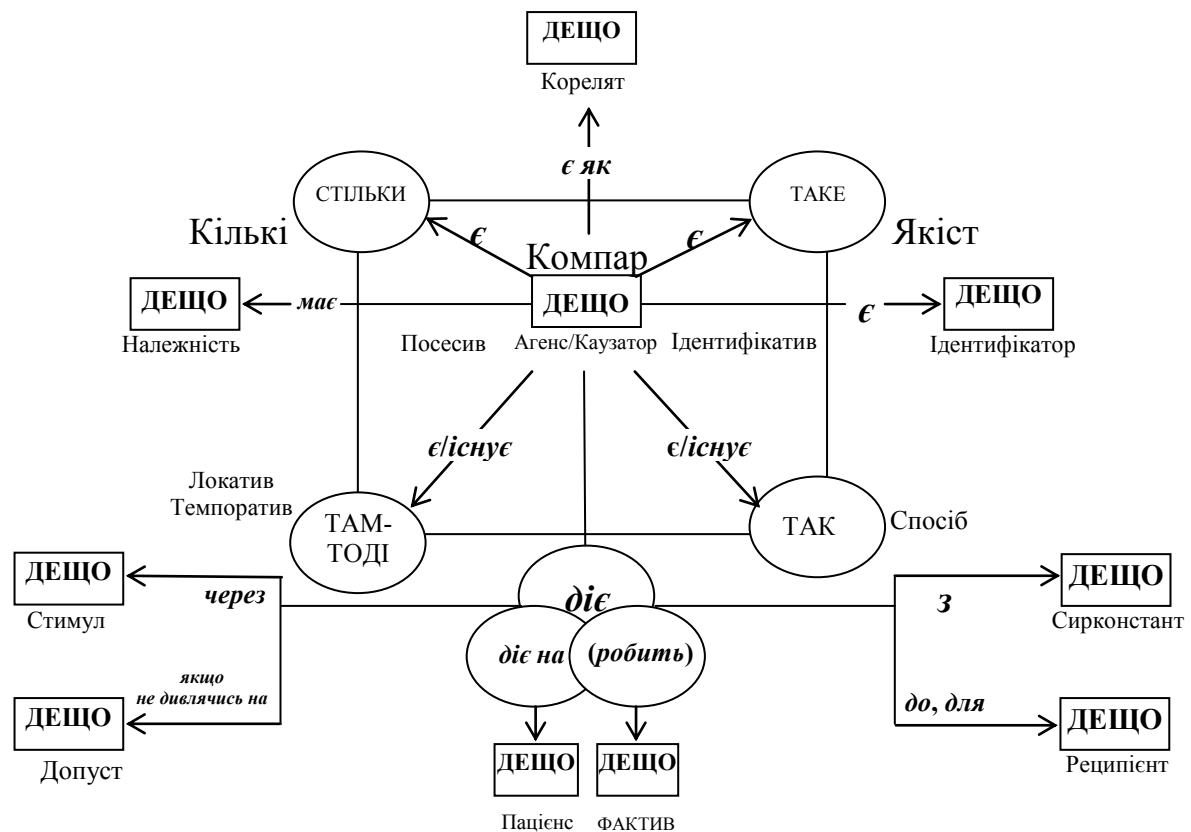 ДЕЩО
Корелят
є як
СТІЛЬКИ
ТАКЕ
Кількі
є
є
Якіст
Компар
ДЕЩО
має
ДЕЩО
є
ДЕЩО
Належність
Посесив
Агенс/Каузатор
Ідентифікатив
Ідентифікатор
є/існує
є/існує
Локатив
Темпоратив
ТАМ-
ТОДІ
ТАК
Спосіб
ДЕЩО
через
діє
з
ДЕЩО
Стимул
Сирконстант
діє на
(робить)
якщо
не дивлячись на
ДЕЩО
до, для
ДЕЩО
Допуст
ДЕЩО
ДЕЩО
Реципієнт
Пацієнс
ФАКТИВ